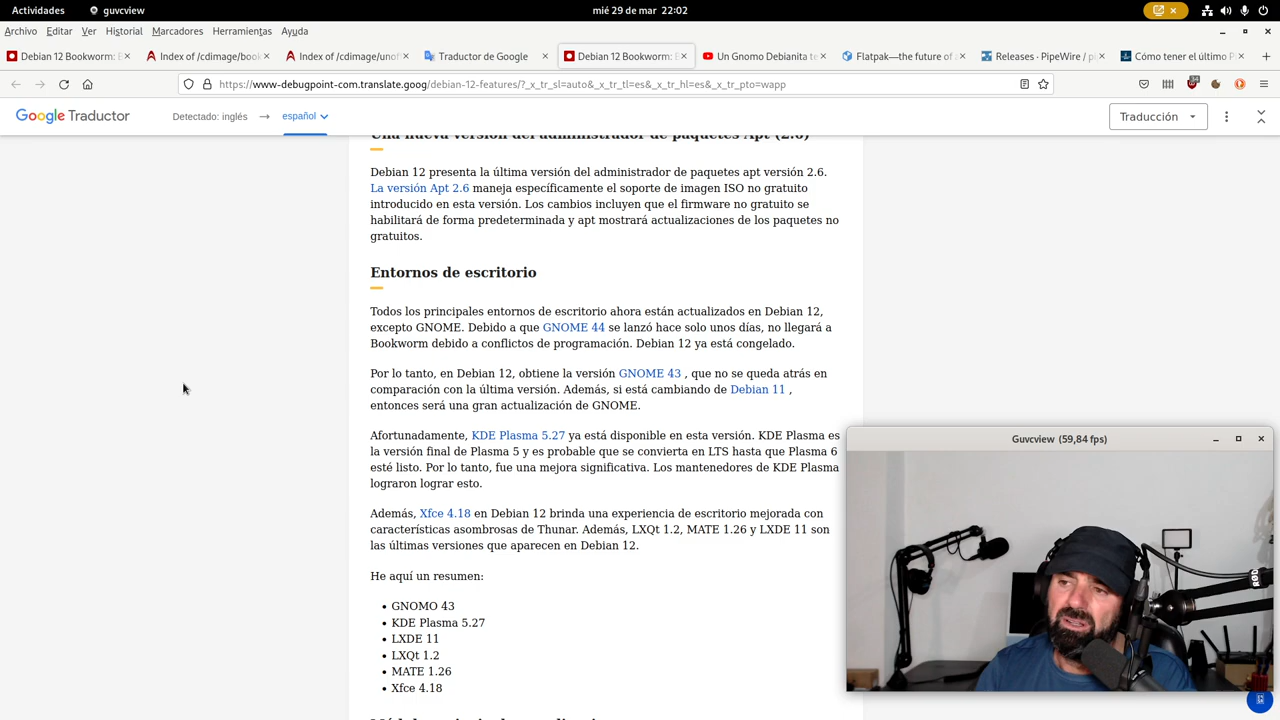 Actividades guvcview mié 29 de mar 22:02
Archivo Editar Ver Historial Marcadores Herramientas Ayuda
Debian 12 Bookworm: E Index of /cdimage/book Index of /cdimage/unof Traductor de Google Debian 12 Bookworm: E Un Gnomo Debianita te Flatpak—the future of Releases · PipeWire / pi Cómo tener el último P
https://www-debugpoint-com.translate.goog/debian-12-features/?_x_tr_sl=auto&_x_tr_tl=es&_x_tr_hl=es&_x_tr_pto=wapp
Google Traductor Detectado: inglés → español Traducción
Una nueva versión del administrador de paquetes Apt (2.6)
Debian 12 presenta la última versión del administrador de paquetes apt versión 2.6.
La versión Apt 2.6 maneja específicamente el soporte de imagen ISO no gratuito
introducido en esta versión. Los cambios incluyen que el firmware no gratuito se
habilitará de forma predeterminada y apt mostrará actualizaciones de los paquetes no
gratuitos.
Entornos de escritorio
Todos los principales entornos de escritorio ahora están actualizados en Debian 12,
excepto GNOME. Debido a que GNOME 44 se lanzó hace solo unos días, no llegará a
Bookworm debido a conflictos de programación. Debian 12 ya está congelado.
Por lo tanto, en Debian 12, obtiene la versión GNOME 43 , que no se queda atrás en
comparación con la última versión. Además, si está cambiando de Debian 11 ,
entonces será una gran actualización de GNOME.
Afortunadamente, KDE Plasma 5.27 ya está disponible en esta versión. KDE Plasma es
la versión final de Plasma 5 y es probable que se convierta en LTS hasta que Plasma 6
esté listo. Por lo tanto, fue una mejora significativa. Los mantenedores de KDE Plasma
lograron lograr esto.
Además, Xfce 4.18 en Debian 12 brinda una experiencia de escritorio mejorada con
características asombrosas de Thunar. Además, LXQt 1.2, MATE 1.26 y LXDE 11 son
las últimas versiones que aparecen en Debian 12.
He aquí un resumen:
• GNOMO 43
• KDE Plasma 5.27
• LXDE 11
• LXQt 1.2
• MATE 1.26
• Xfce 4.18
Guvcview (59,84 fps)
RØDE